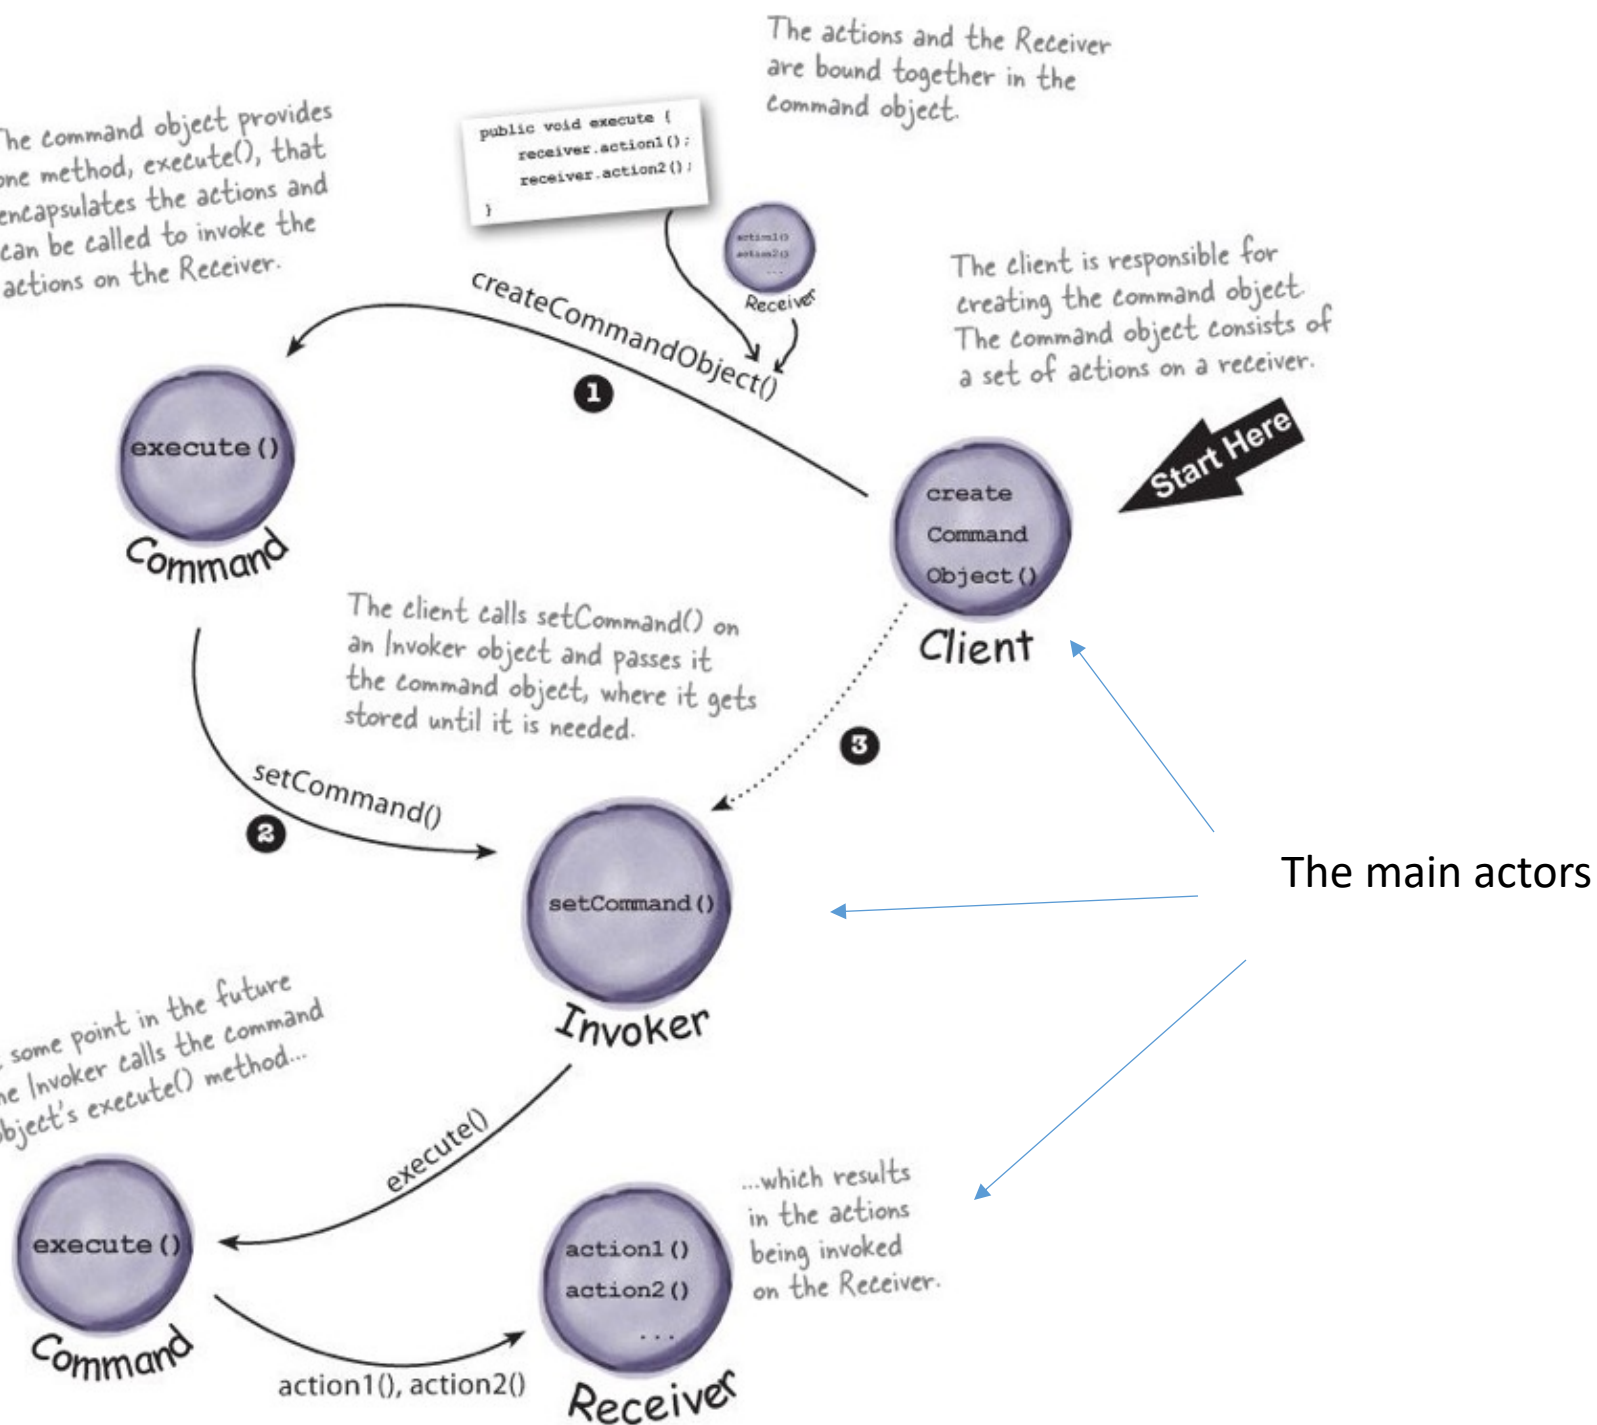 The actions and the Receiver
are bound together in the
command object.
he command object provides
one method, execute(), that
encapsulates the actions and
can be called to invoke the
actions on the Receiver.
public void execute {
receiver.action1();
receiver.action2();
}
action1()
action2()
...
Receiver
The client is responsible for
creating the command object.
The command object consists of
a set of actions on a receiver.
createCommandObject()
1
Start Here
execute()
Command
create
Command
Object()
Client
The client calls setCommand() on
an Invoker object and passes it
the command object, where it gets
stored until it is needed.
3
setCommand()
2
The main actors
setCommand()
Invoker
some point in the future
he Invoker calls the command
bject's execute() method...
execute()
...which results
in the actions
being invoked
on the Receiver.
execute()
Command
action1()
action2()
...
Receiver
action1(), action2()